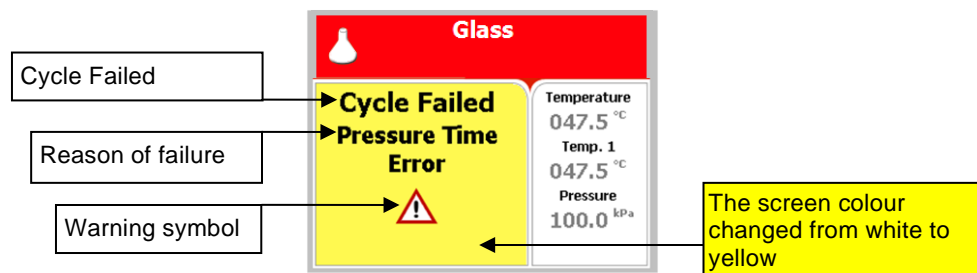 Glass
Cycle Failed
Cycle Failed
Pressure Time
Error
Reason of failure
Warning symbol
Temperature
047.5 °C
Temp. 1
047.5 °C
Pressure
100.0 kPa
The screen colour
changed from white to
yellow